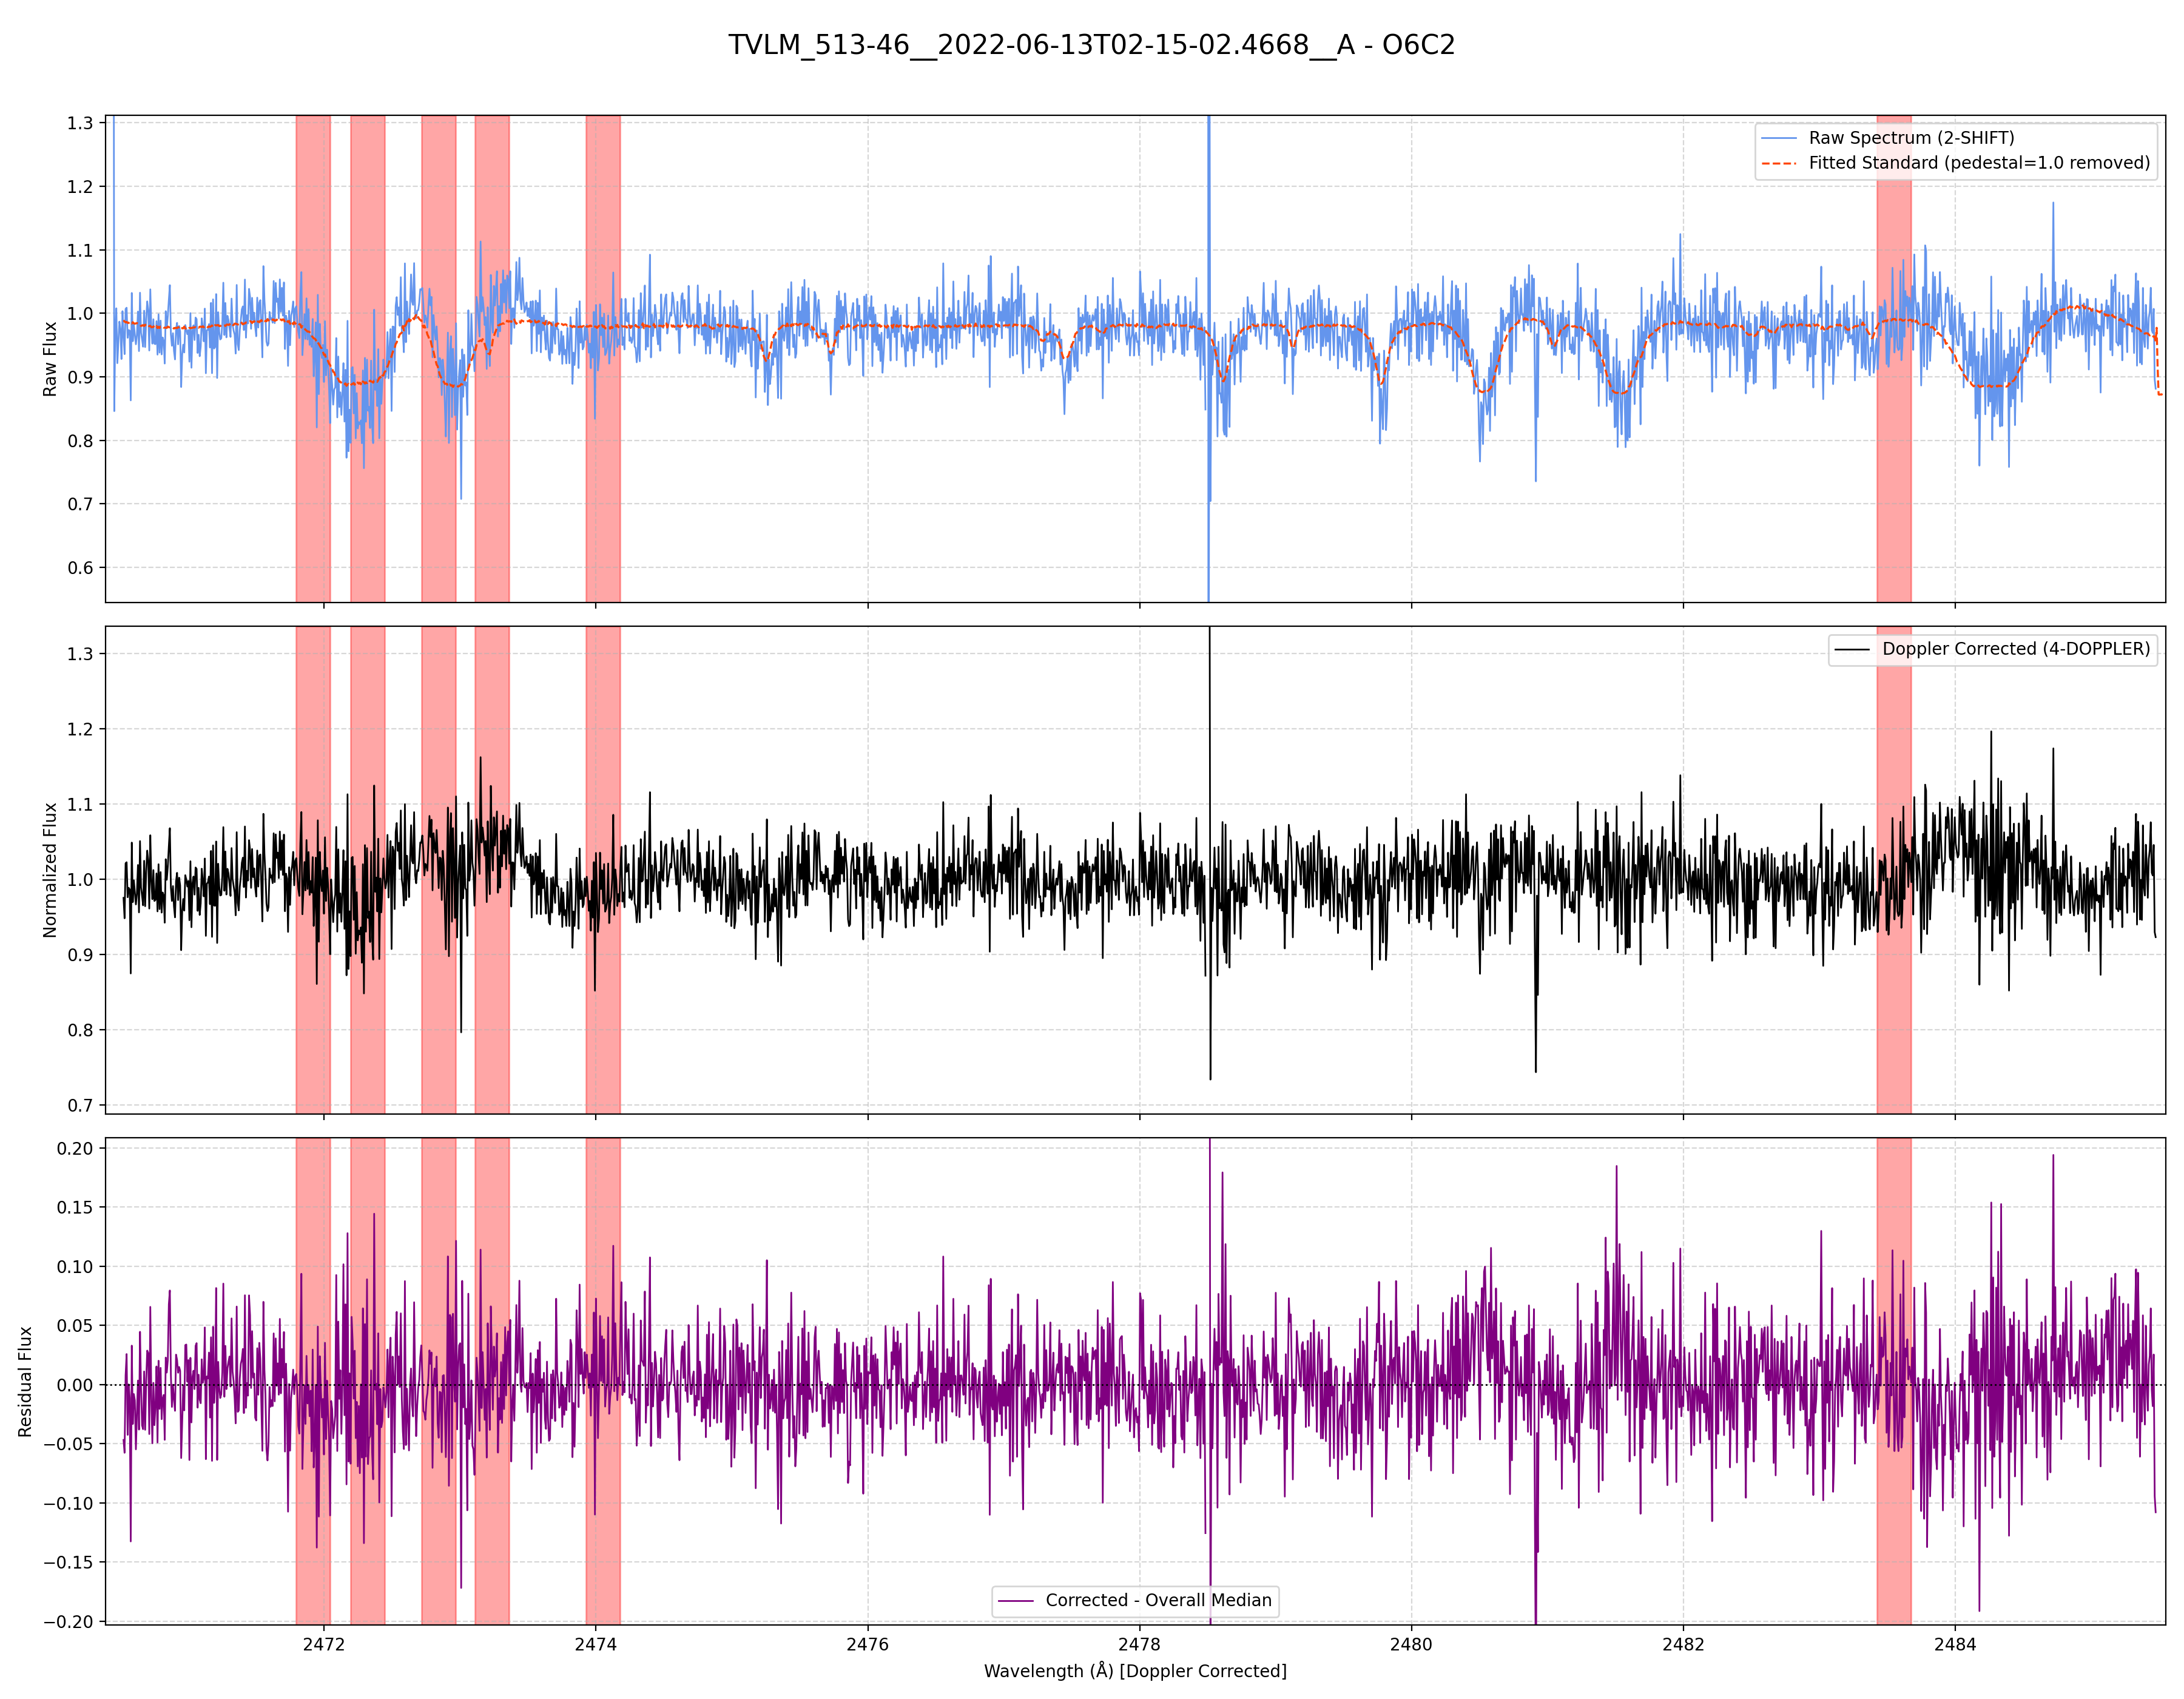 TVLM_513-46__2022-06-13T02-15-02.4668__A - O6C2
1.3
1.2
1.1
1.0
0.9
0.8
0.7
0.6
Raw Flux
Raw Spectrum (2-SHIFT)
Fitted Standard (pedestal=1.0 removed)
1.3
1.2
1.1
1.0
0.9
0.8
0.7
Normalized Flux
Doppler Corrected (4-DOPPLER)
0.20
0.15
0.10
0.05
0.00
−0.05
−0.10
−0.15
−0.20
Residual Flux
Corrected - Overall Median
2472 2474 2476 2478 2480 2482 2484
Wavelength (Å) [Doppler Corrected]